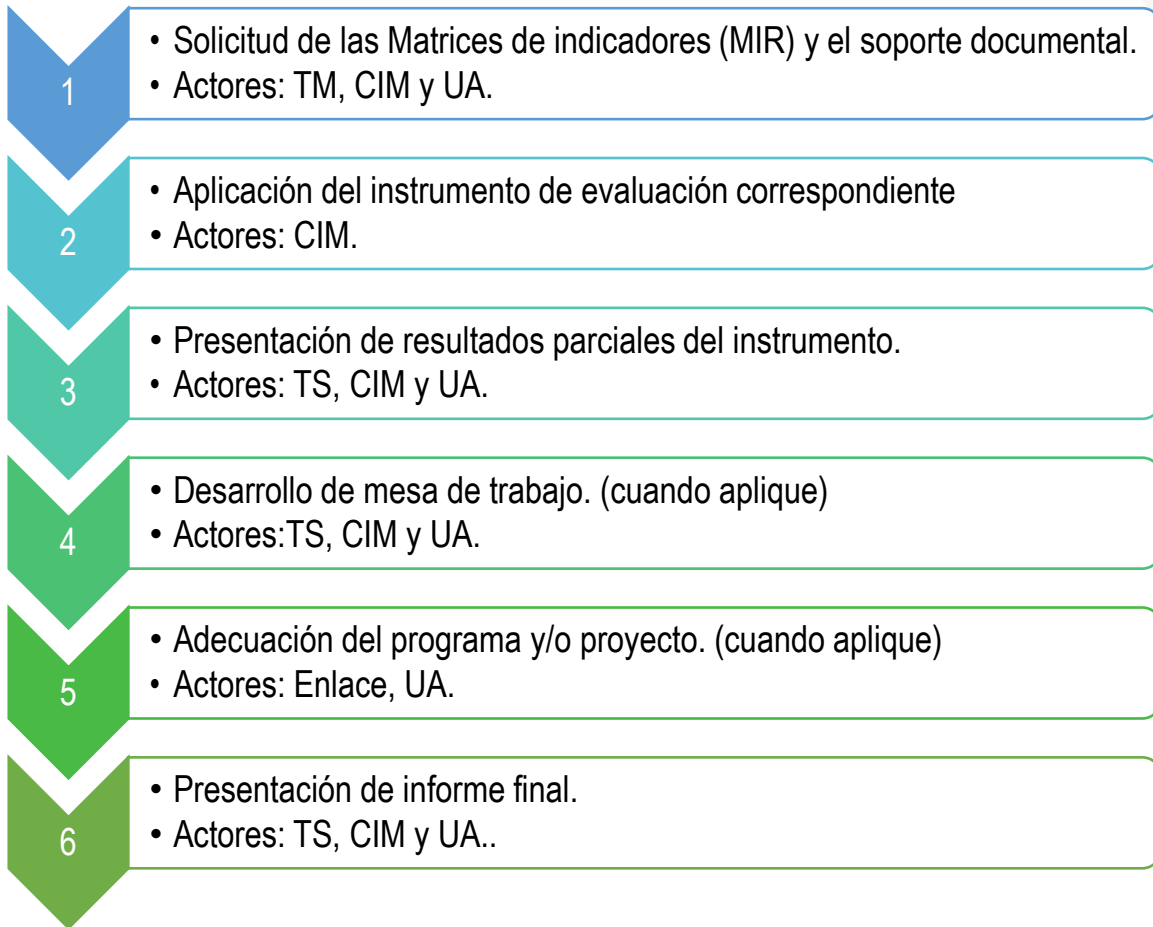 1
• Solicitud de las Matrices de indicadores (MIR) y el soporte documental.
• Actores: TM, CIM y UA.
2
• Aplicación del instrumento de evaluación correspondiente
• Actores: CIM.
3
• Presentación de resultados parciales del instrumento.
• Actores: TS, CIM y UA.
4
• Desarrollo de mesa de trabajo. (cuando aplique)
• Actores:TS, CIM y UA.
5
• Adecuación del programa y/o proyecto. (cuando aplique)
• Actores: Enlace, UA.
6
• Presentación de informe final.
• Actores: TS, CIM y UA..